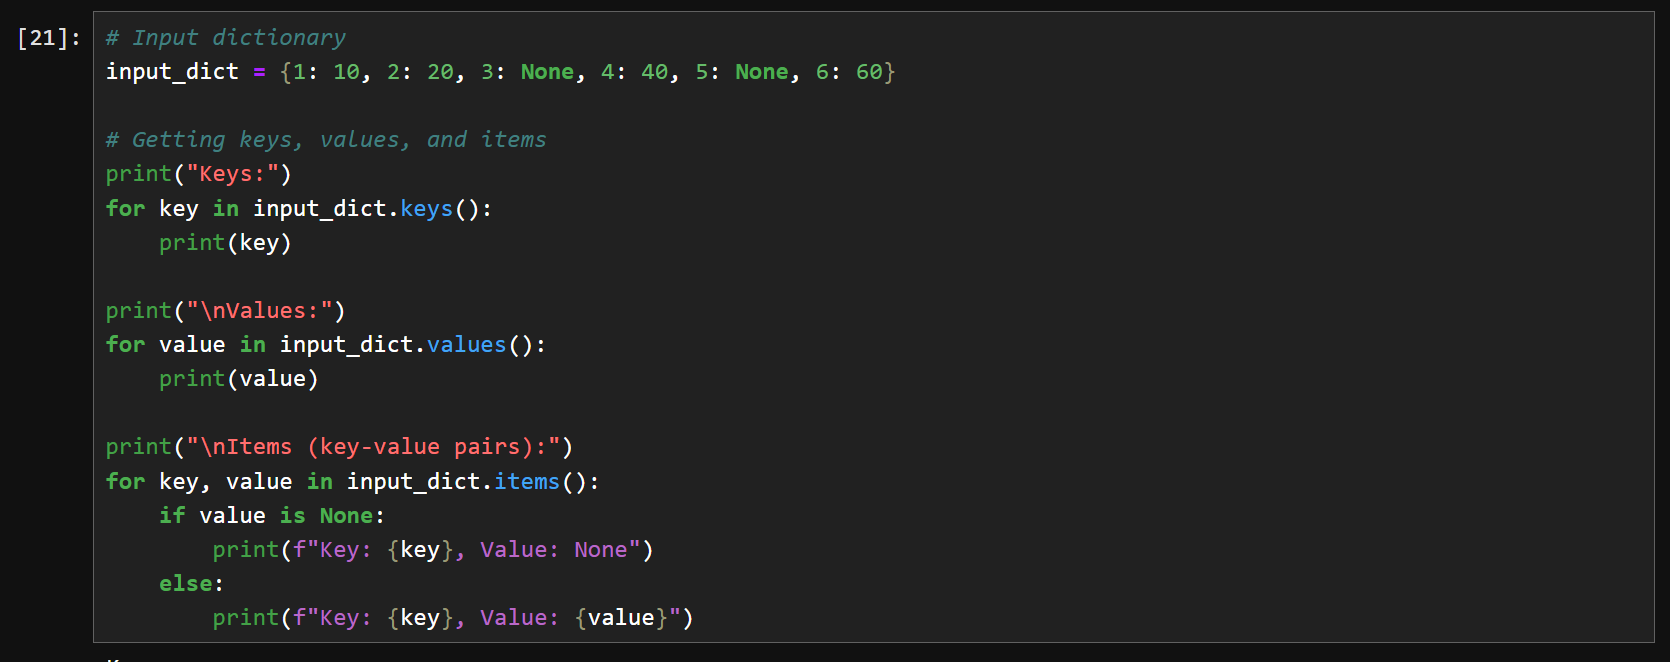 [21]:
# Input dictionary
input_dict = {1: 10, 2: 20, 3: None, 4: 40, 5: None, 6: 60}

# Getting keys, values, and items
print("Keys:")
for key in input_dict.keys():
    print(key)

print("\nValues:")
for value in input_dict.values():
    print(value)

print("\nItems (key-value pairs):")
for key, value in input_dict.items():
    if value is None:
        print(f"Key: {key}, Value: None")
    else:
        print(f"Key: {key}, Value: {value}")